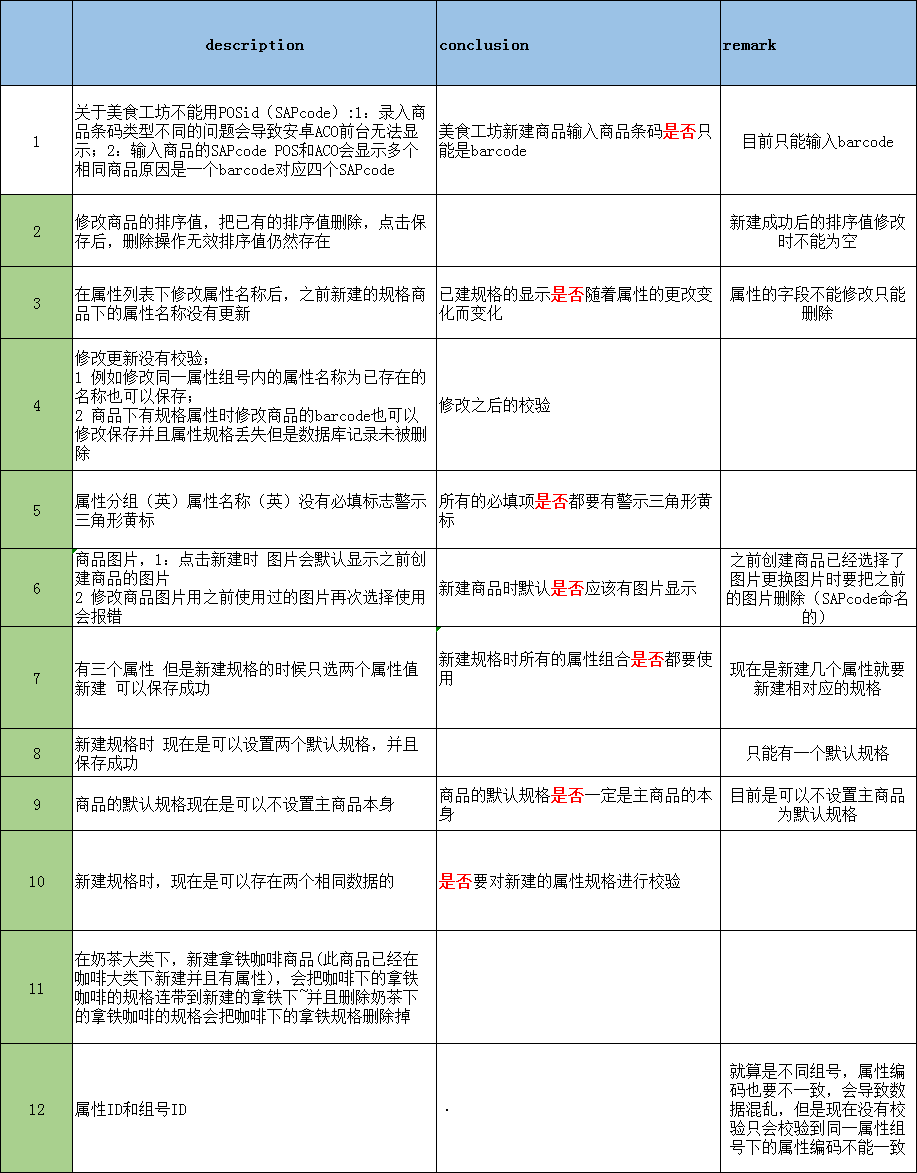 description
conclusion
remark
1
关于美食工坊不能用POSid（SAPcode）:1：录入商
品条码类型不同的问题会导致安卓ACO前台无法显
示；2：输入商品的SAPcode POS和ACO会显示多个
相同商品原因是一个barcode对应四个SAPcode
美食工坊新建商品输入商品条码是否只
能是barcode
目前只能输入barcode
2
修改商品的排序值，把已有的排序值删除，点击保
存后，删除操作无效排序值仍然存在
新建成功后的排序值修改
时不能为空
3
在属性列表下修改属性名称后，之前新建的规格商
品下的属性名称没有更新
已建规格的显示是否随着属性的更改变
化而变化
属性的字段不能修改只能
删除
4
修改更新没有校验；
1 例如修改同一属性组号内的属性名称为已存在的
名称也可以保存；
2 商品下有规格属性时修改商品的barcode也可以
修改保存并且属性规格丢失但是数据库记录未被删
除
修改之后的校验
5
属性分组（英）属性名称（英）没有必填标志警示
三角形黄标
所有的必填项是否都要有警示三角形黄
标
6
商品图片，1：点击新建时 图片会默认显示之前创
建商品的图片
2 修改商品图片用之前使用过的图片再次选择使用
会报错
新建商品时默认是否应该有图片显示
之前创建商品已经选择了
图片更换图片时要把之前
的图片删除（SAPcode命名
的）
7
有三个属性 但是新建规格的时候只选两个属性值
新建 可以保存成功
新建规格时所有的属性组合是否都要使
用
现在是新建几个属性就要
新建相对应的规格
8
新建规格时 现在是可以设置两个默认规格，并且
保存成功
只能有一个默认规格
9
商品的默认规格现在是可以不设置主商品本身
商品的默认规格是否一定是主商品的本
身
目前是可以不设置主商品
为默认规格
10
新建规格时，现在是可以存在两个相同数据的
是否要对新建的属性规格进行校验
11
在奶茶大类下，新建拿铁咖啡商品(此商品已经在
咖啡大类下新建并且有属性)，会把咖啡下的拿铁
咖啡的规格连带到新建的拿铁下~并且删除奶茶下
的拿铁咖啡的规格会把咖啡下的拿铁规格删除掉
12
属性ID和组号ID
.
就算是不同组号，属性编
码也要不一致，会导致数
据混乱，但是现在没有校
验只会校验到同一属性组
号下的属性编码不能一致